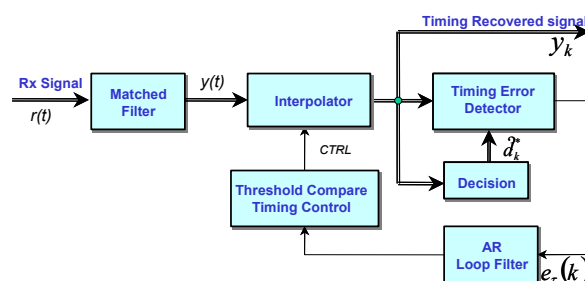 Timing Recovered signal
y_k
Rx Signal
r(t)
Matched
Filter
y(t)
Interpolator
Timing Error
Detector
CTRL
d̂*_k
Decision
Threshold Compare
Timing Control
AR
Loop Filter
e_τ(k)